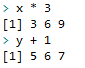 > x * 3
[1] 3 6 9
> y + 1
[1] 5 6 7